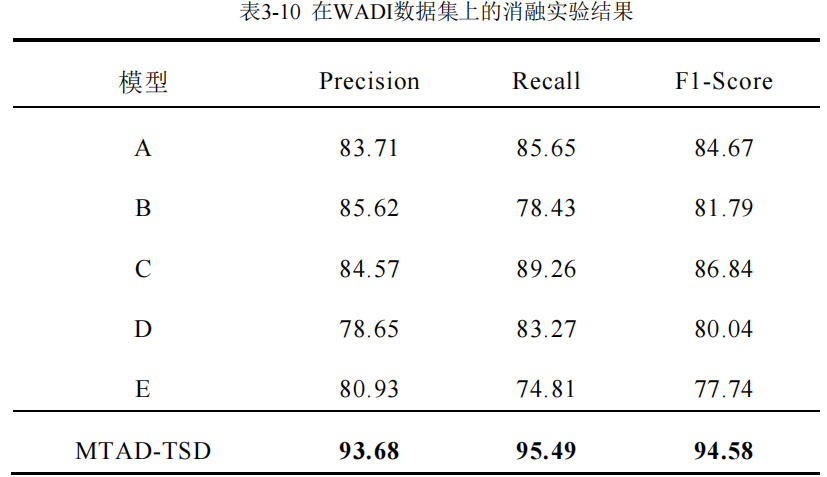 表3-10 在WADI数据集上的消融实验结果
模型 Precision Recall F1-Score
A 83.71 85.65 84.67
B 85.62 78.43 81.79
C 84.57 89.26 86.84
D 78.65 83.27 80.04
E 80.93 74.81 77.74
MTAD-TSD 93.68 95.49 94.58